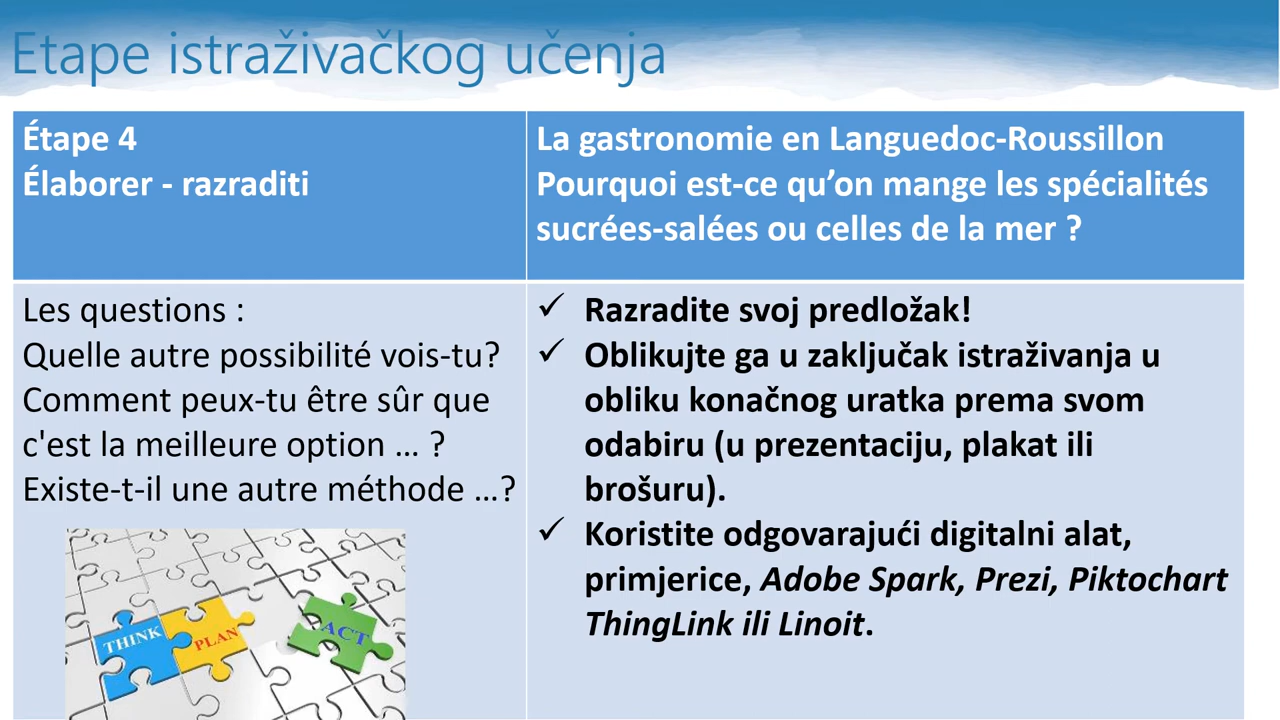 Etape istraživačkog učenja
Étape 4
Élaborer - razraditi
La gastronomie en Languedoc-Roussillon
Pourquoi est-ce qu’on mange les spécialités
sucrées-salées ou celles de la mer ?
Les questions :
Quelle autre possibilité vois-tu?
Comment peux-tu être sûr que
c'est la meilleure option … ?
Existe-t-il une autre méthode …?
THINK
PLAN
ACT
✓ Razradite svoj predložak!
✓ Oblikujte ga u zaključak istraživanja u
obliku konačnog uratka prema svom
odabiru (u prezentaciju, plakat ili
brošuru).
✓ Koristite odgovarajući digitalni alat,
primjerice, Adobe Spark, Prezi, Piktochart
ThingLink ili Linoit.